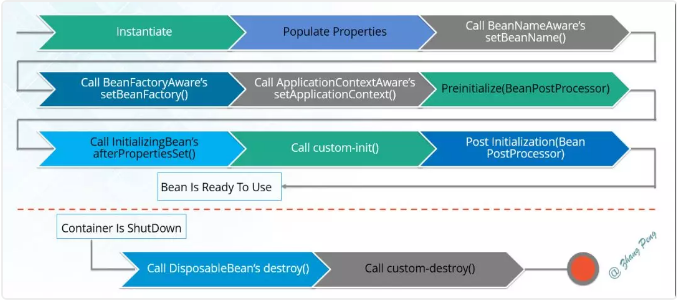 Instantiate
Populate Properties
Call BeanNameAware's
setBeanName()
Call BeanFactoryAware's
setBeanFactory()
Call ApplicationContextAware's
setApplicationContext()
Preinitialize(BeanPostProcessor)
Call InitializingBean's
afterPropertiesSet()
Call custom-init()
Post Initialization(Bean
PostProcessor)
Bean Is Ready To Use
Container Is ShutDown
Call DisposableBean's destroy()
Call custom-destroy()
@ Zhang Peng